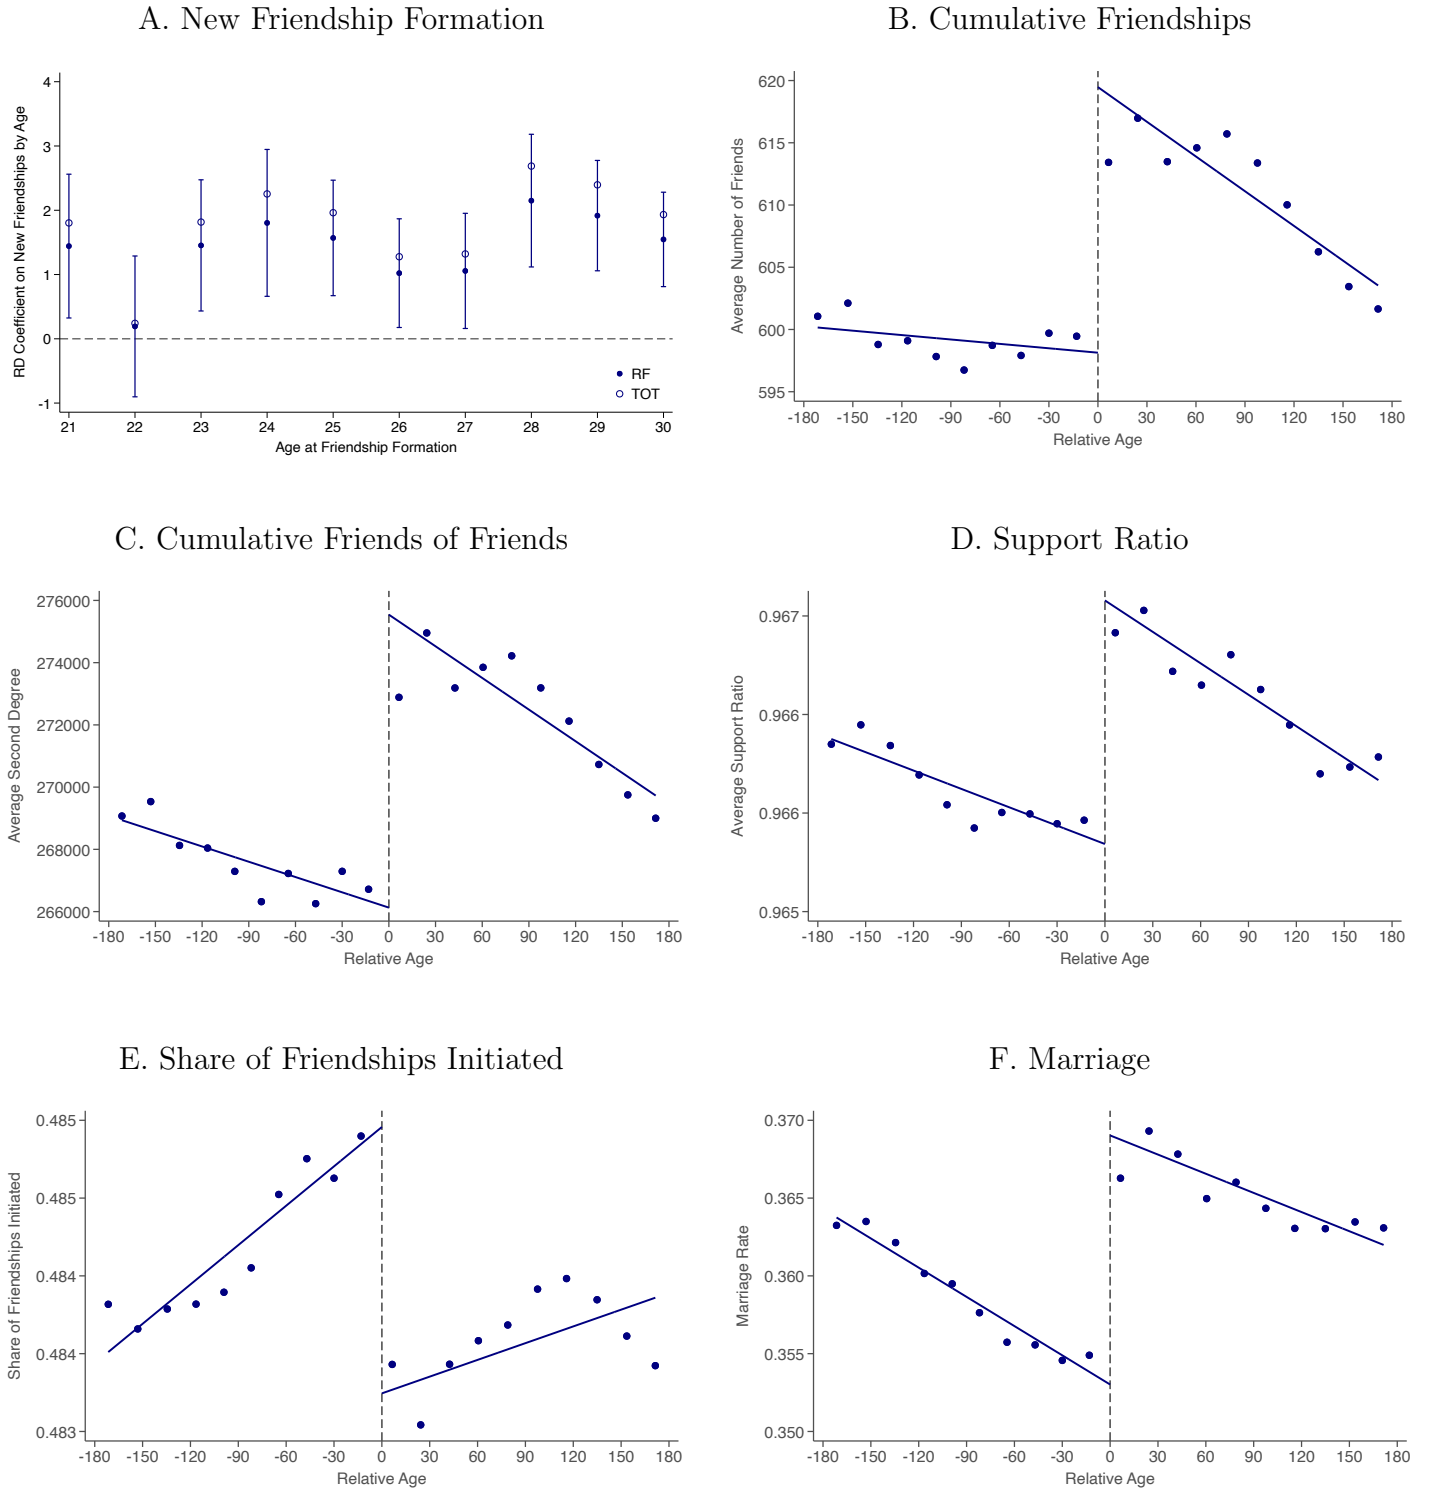 A. New Friendship Formation
RD Coefficient on New Friendships by Age
4
3
2
1
0
-1
RF
TOT
21 22 23 24 25 26 27 28 29 30
Age at Friendship Formation
B. Cumulative Friendships
Average Number of Friends
620
615
610
605
600
595
-180 -150 -120 -90 -60 -30 0 30 60 90 120 150 180
Relative Age
C. Cumulative Friends of Friends
Average Second Degree
276000
274000
272000
270000
268000
266000
-180 -150 -120 -90 -60 -30 0 30 60 90 120 150 180
Relative Age
D. Support Ratio
Average Support Ratio
0.967
0.966
0.966
0.965
-180 -150 -120 -90 -60 -30 0 30 60 90 120 150 180
Relative Age
E. Share of Friendships Initiated
Share of Friendships Initiated
0.485
0.485
0.484
0.484
0.483
-180 -150 -120 -90 -60 -30 0 30 60 90 120 150 180
Relative Age
F. Marriage
Marriage Rate
0.370
0.365
0.360
0.355
0.350
-180 -150 -120 -90 -60 -30 0 30 60 90 120 150 180
Relative Age